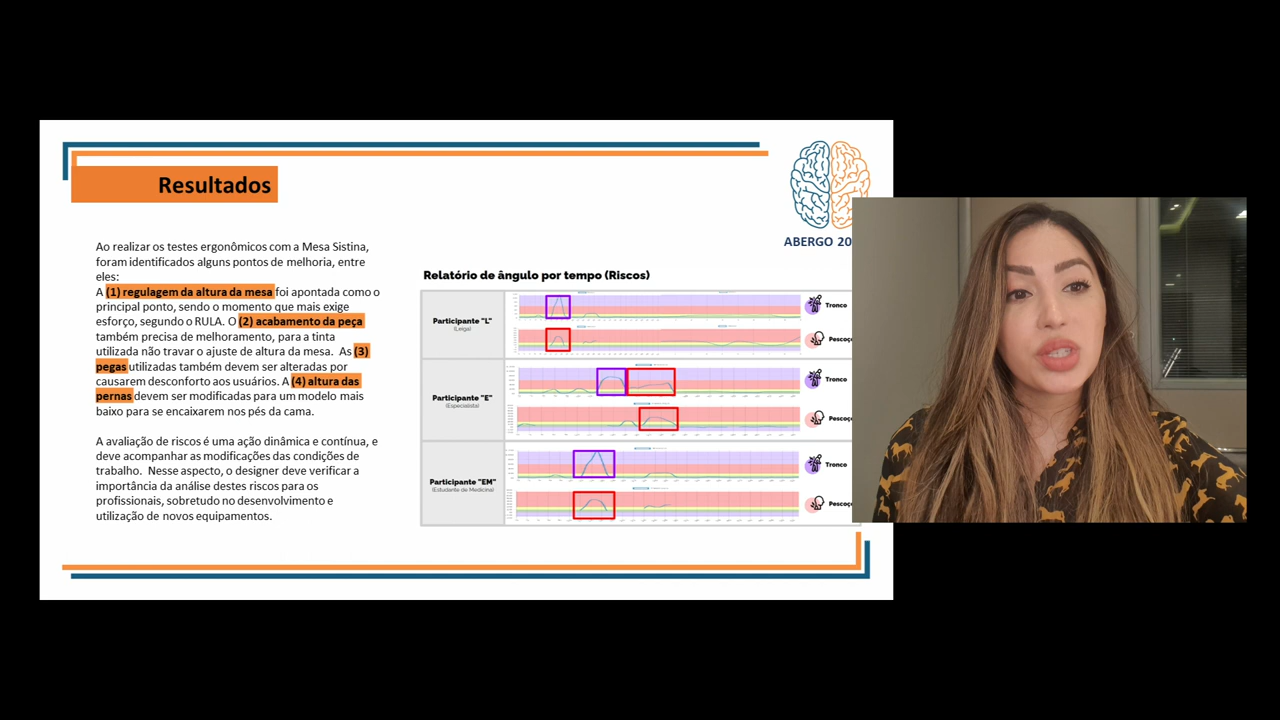 Resultados
ABERGO 20
Ao realizar os testes ergonômicos com a Mesa Sistina,
foram identificados alguns pontos de melhoria, entre
eles:
A (1) regulagem da altura da mesa foi apontada como o
principal ponto, sendo o momento que mais exige
esforço, segundo o RULA. O (2) acabamento da peça
também precisa de melhoramento, para a tinta
utilizada não travar o ajuste de altura da mesa. As (3)
pegas utilizadas também devem ser alteradas por
causarem desconforto aos usuários. A (4) altura das
pernas devem ser modificadas para um modelo mais
baixo para se encaixarem nos pés da cama.
A avaliação de riscos é uma ação dinâmica e contínua, e
deve acompanhar as modificações das condições de
trabalho. Nesse aspecto, o designer deve verificar a
importância da análise destes riscos para os
profissionais, sobretudo no desenvolvimento e
utilização de novos equipamentos.
Relatório de ângulo por tempo (Riscos)
Participante "L"
(Leiga)
Tronco
Pescoç
Participante "E"
(Especialista)
Tronco
Pescoç
Participante "EM"
(Estudante de Medicina)
Tronco
Pescoç